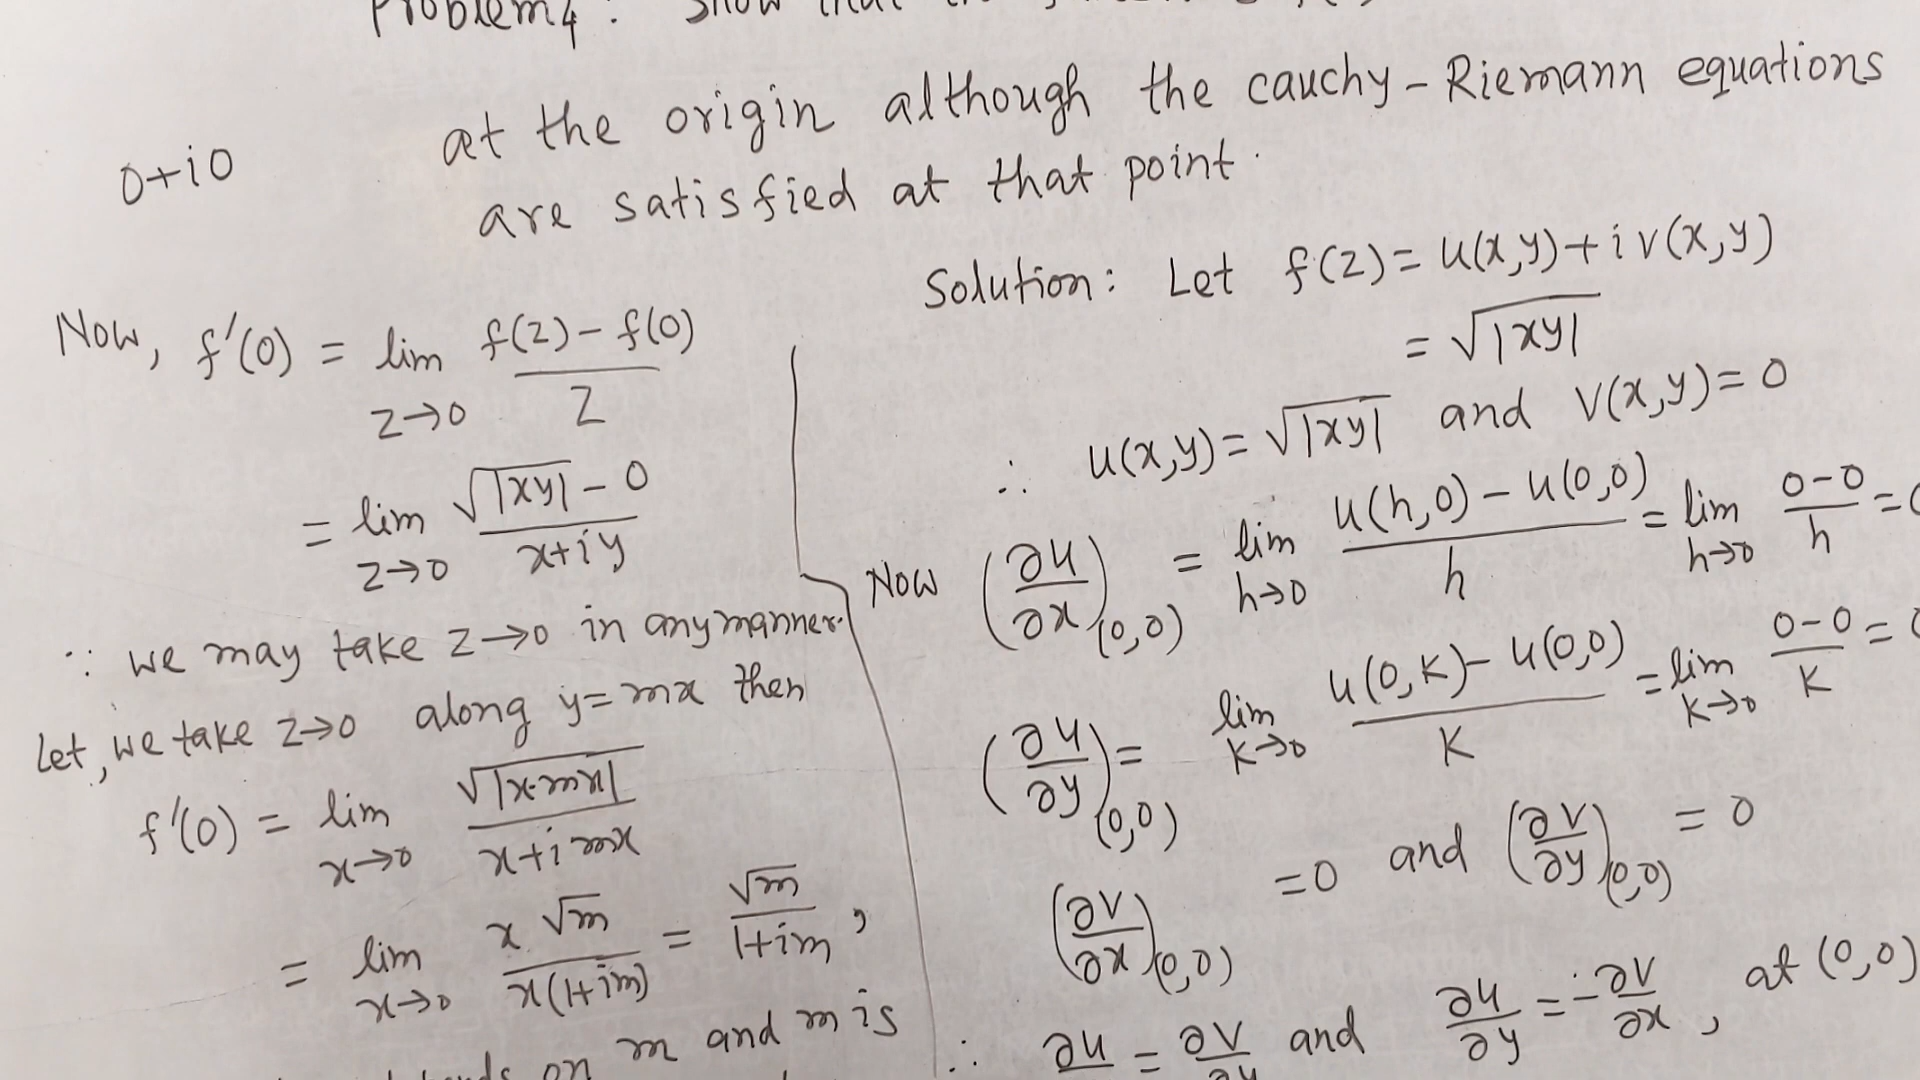 Problem 4: Show that
at the origin although the cauchy-Riemann equations
are satisfied at that point.
0+i0
Solution: Let f(z) = u(x,y) + i v(x,y)
= √|xy|
∴ u(x,y) = √|xy| and v(x,y) = 0
Now (∂u/∂x)(0,0) = lim h→0 u(h,0) - u(0,0) / h = lim h→0 0-0 / h =
(∂u/∂y)(0,0) = lim k→0 u(0,k) - u(0,0) / k = lim k→0 0-0 / k =
(∂v/∂x)(0,0) = 0 and (∂v/∂y)(0,0) = 0
∴ ∂u = ∂v and ∂u/∂y = -∂v/∂x, at (0,0)
Now, f'(0) = lim z→0 f(z) - f(0) / z
= lim z→0 √|xy| - 0 / x+iy
∵ we may take z→0 in any manner.
Let, we take z→0 along y=mx then
f'(0) = lim x→0 √|x·mx| / x+imx
= lim x→0 x √m / x(1+im) = √m / 1+im,
on m and m is